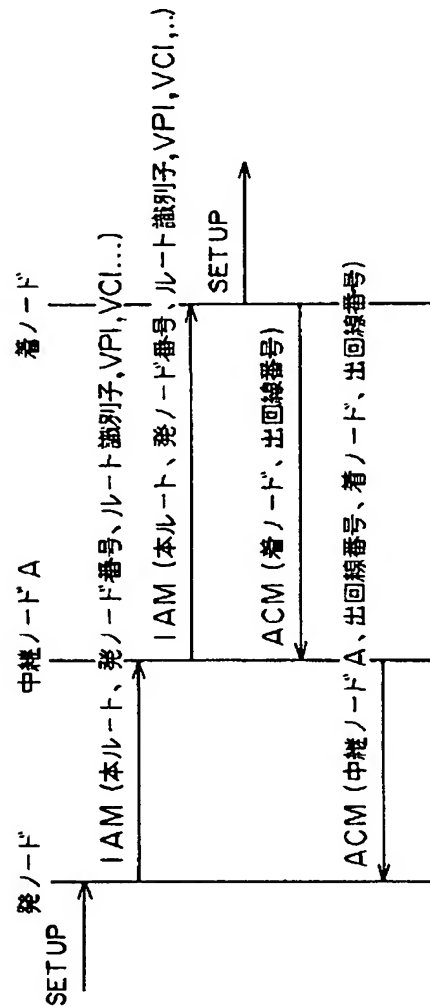 発ノード
中継ノード A
着ノード
SETUP
IAM (本ルート、発ノード番号、ルート識別子,VPI,VCI...)
IAM (本ルート、発ノード番号、ルート識別子,VPI,VCI,..)
SETUP
ACM (着ノード、出回線番号)
ACM (中継ノード A、出回線番号、着ノード、出回線番号)